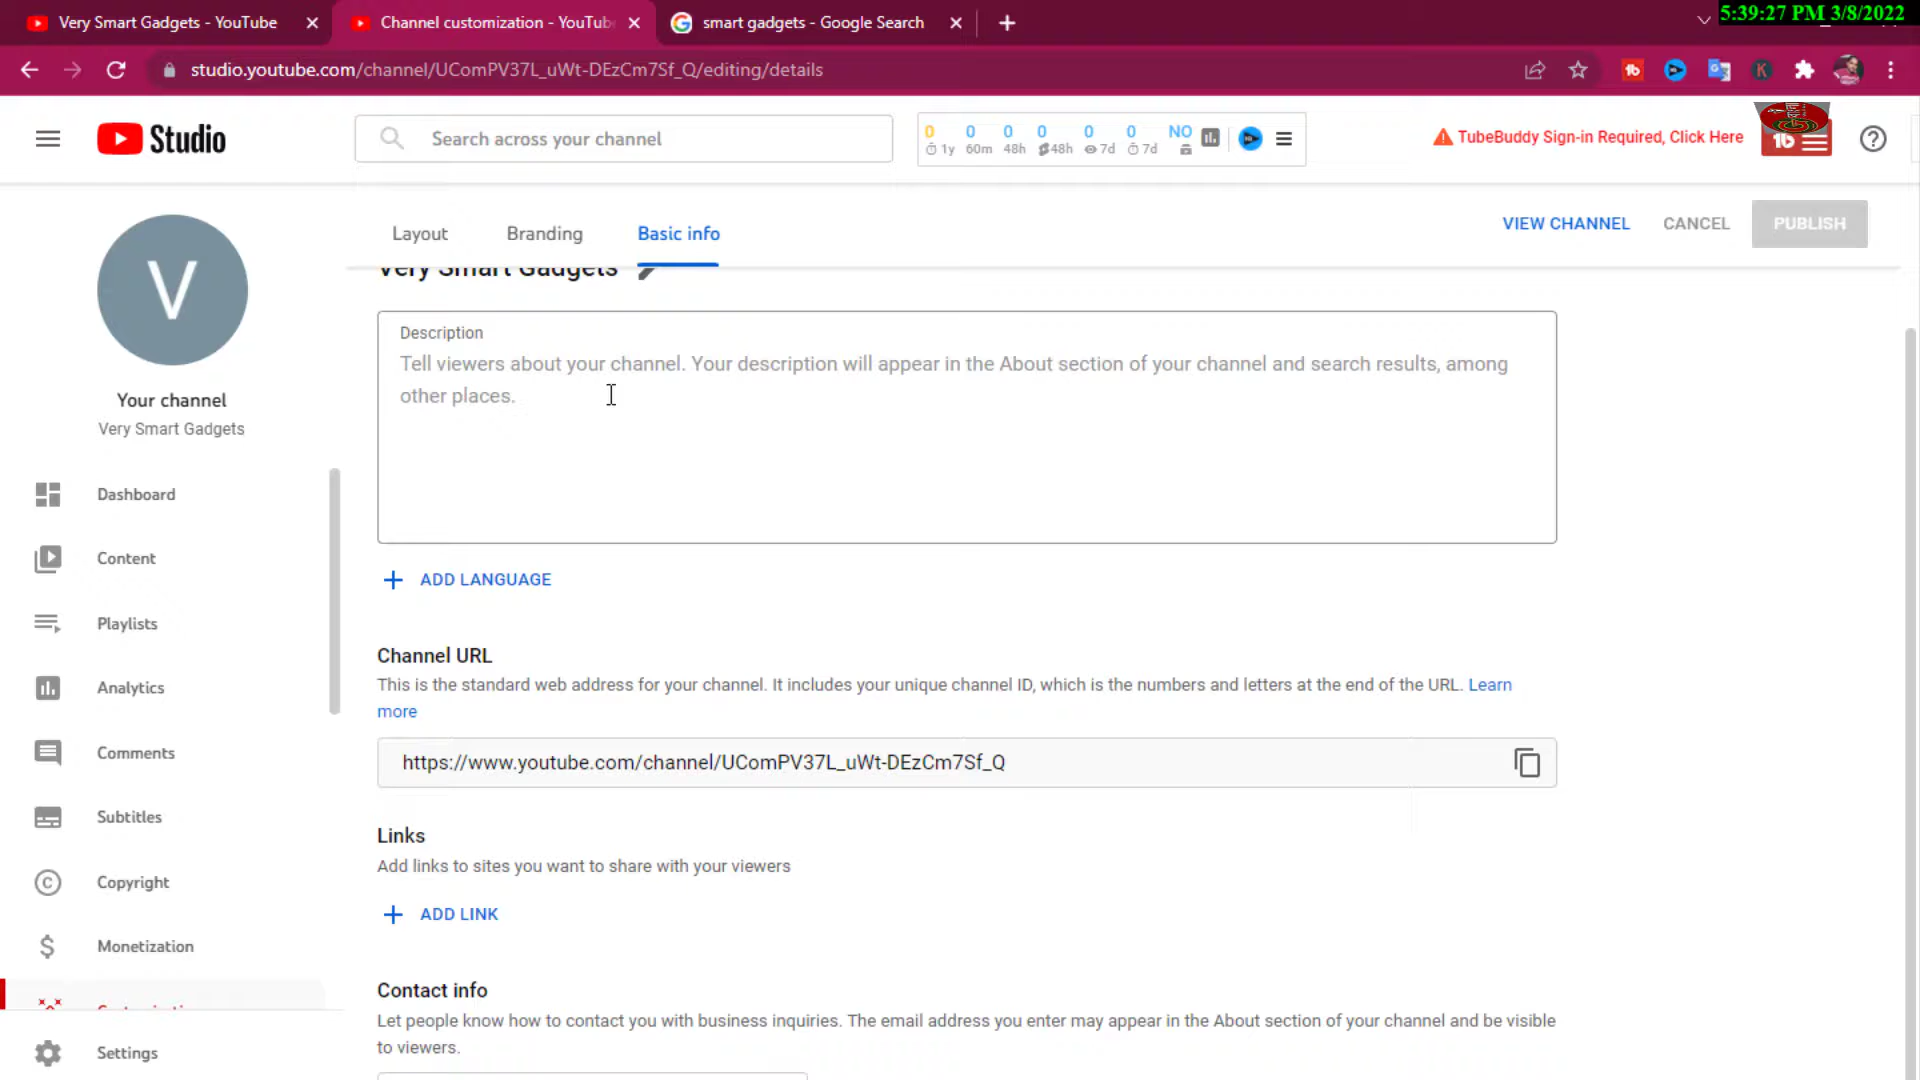 Very Smart Gadgets - YouTube
Channel customization - YouTub
smart gadgets - Google Search
5:39:27 PM 3/8/2022
studio.youtube.com/channel/UComPV37L_uWt-DEzCm7Sf_Q/editing/details
Studio
Search across your channel
0 0 0 0 0 0 NO
1y 60m 48h 48h 7d 7d
TubeBuddy Sign-in Required, Click Here
Layout
Branding
Basic info
VIEW CHANNEL
CANCEL
PUBLISH
V
Your channel
Very Smart Gadgets
Dashboard
Content
Playlists
Analytics
Comments
Subtitles
Copyright
Monetization
Settings
Very Smart Gadgets
Description
Tell viewers about your channel. Your description will appear in the About section of your channel and search results, among
other places.
ADD LANGUAGE
Channel URL
This is the standard web address for your channel. It includes your unique channel ID, which is the numbers and letters at the end of the URL. Learn
more
https://www.youtube.com/channel/UComPV37L_uWt-DEzCm7Sf_Q
Links
Add links to sites you want to share with your viewers
ADD LINK
Contact info
Let people know how to contact you with business inquiries. The email address you enter may appear in the About section of your channel and be visible
to viewers.